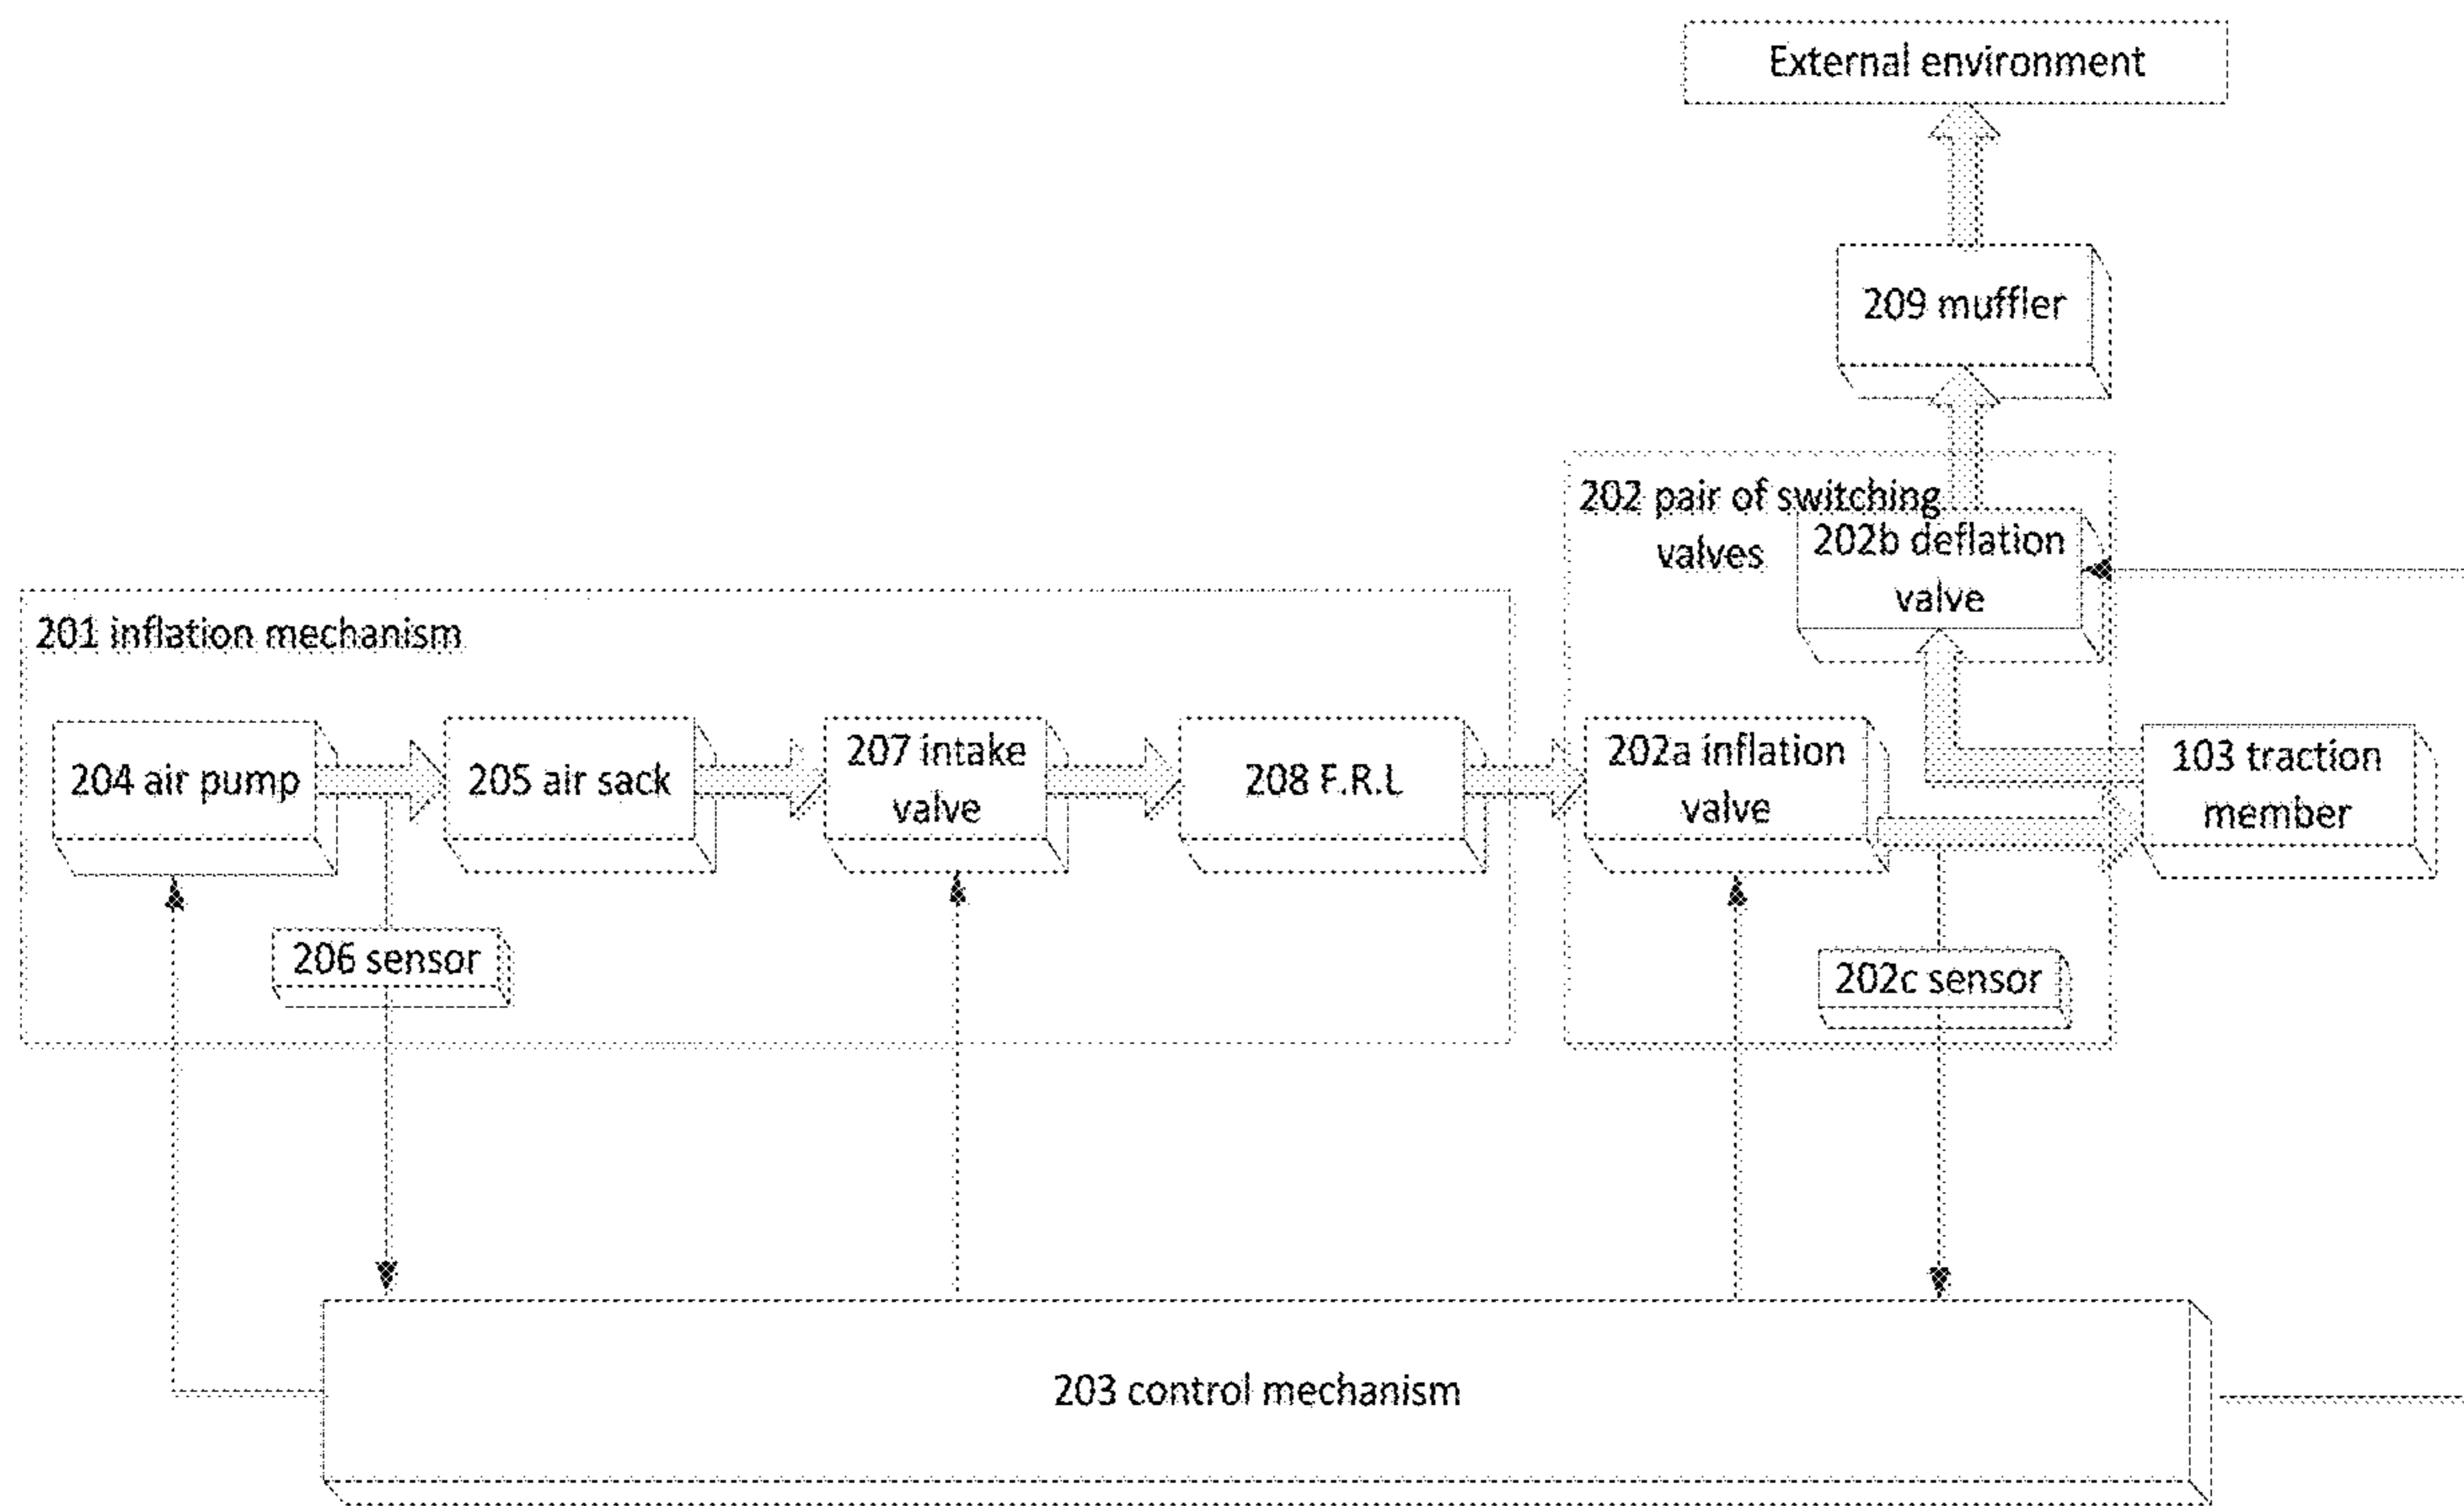 External environment
209 muffler
202 pair of switching
valves
202b deflation
valve
201 inflation mechanism
204 air pump
205 air sack
207 intake
valve
208 F.R.L
202a inflation
valve
103 traction
member
206 sensor
202c sensor
203 control mechanism